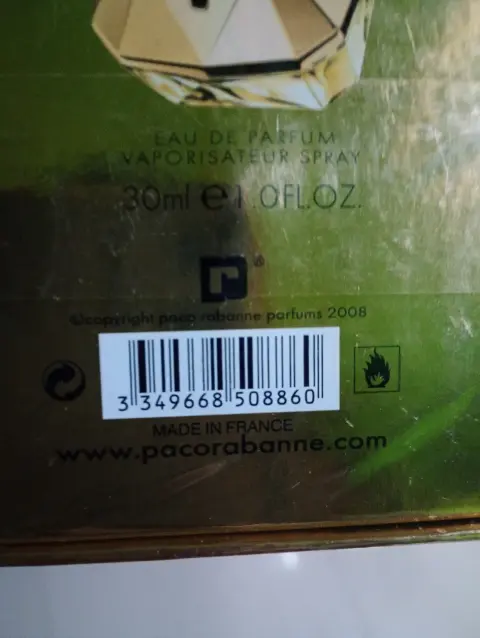 EAU DE PARFUM
VAPORISATEUR SPRAY
30ml e 1.0FL.OZ.
r®
©copyright paco rabanne parfums 2008
3 349668 508860
MADE IN FRANCE
www.pacorabanne.com